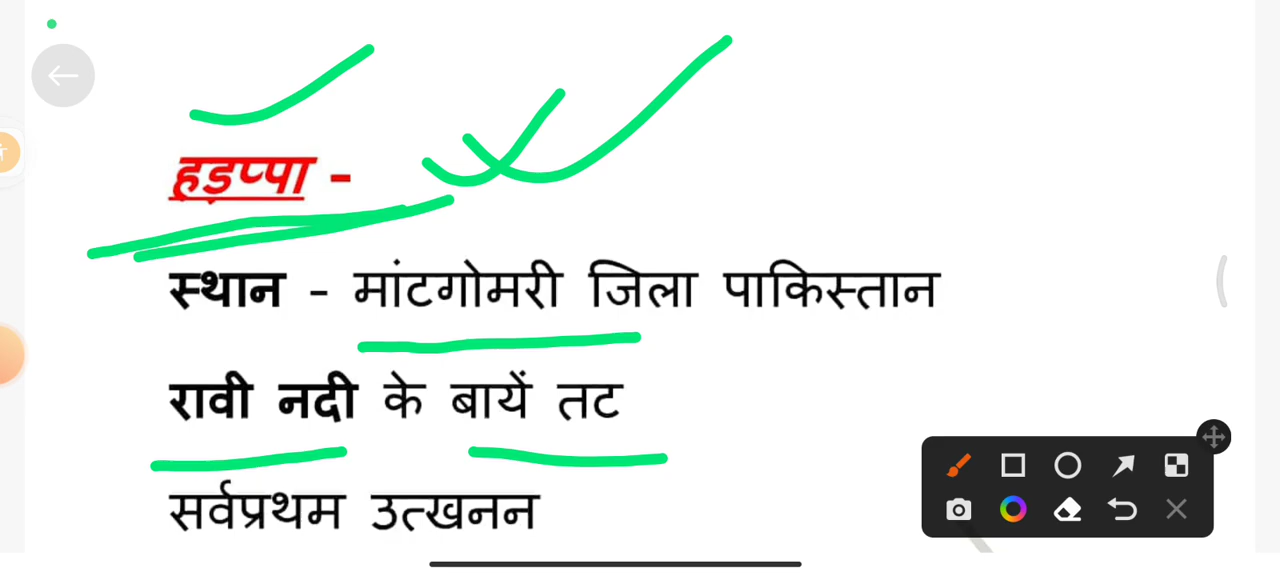 हड़प्पा -
स्थान - मांटगोमरी जिला पाकिस्तान
रावी नदी के बायें तट
सर्वप्रथम उत्खनन